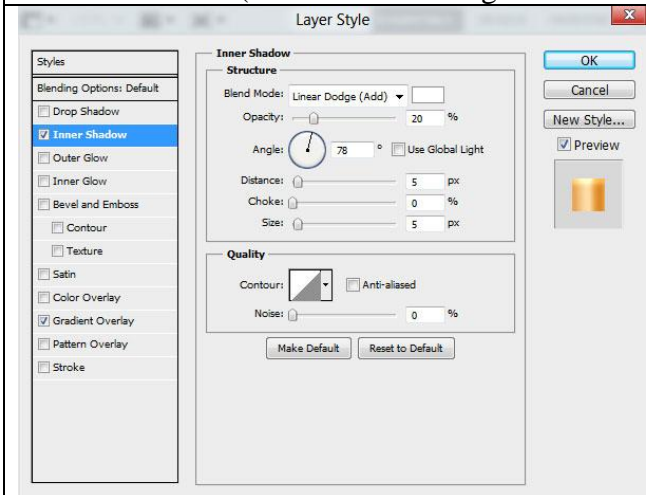 Layer Style
X
Styles
Blending Options: Default
Drop Shadow
Inner Shadow
Outer Glow
Inner Glow
Bevel and Emboss
Contour
Texture
Satin
Color Overlay
Gradient Overlay
Pattern Overlay
Stroke
Inner Shadow
Structure
Blend Mode: Linear Dodge (Add)
Opacity: 20 %
Angle: 78 ° Use Global Light
Distance: 5 px
Choke: 0 %
Size: 5 px
Quality
Contour: Anti-aliased
Noise: 0 %
Make Default Reset to Default
OK
Cancel
New Style...
Preview